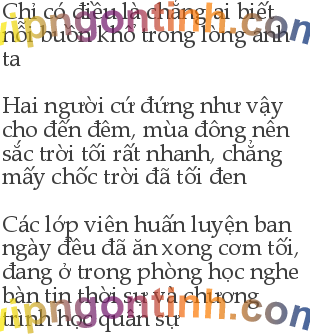 Chỉ có điều là chẳng ai biết
nỗi buồn khổ trong lòng anh
ta
Hai người cứ đứng như vậy
cho đến đêm, mùa đông nên
sắc trời tối rất nhanh, chẳng
mấy chốc trời đã tối đen
Các lớp viên huấn luyện ban
ngày đều đã ăn xong cơm tối,
đang ở trong phòng học nghe
bàn tin thời sự và chương
trình học quân sự
vipngontinh.com
vipngontinh.com